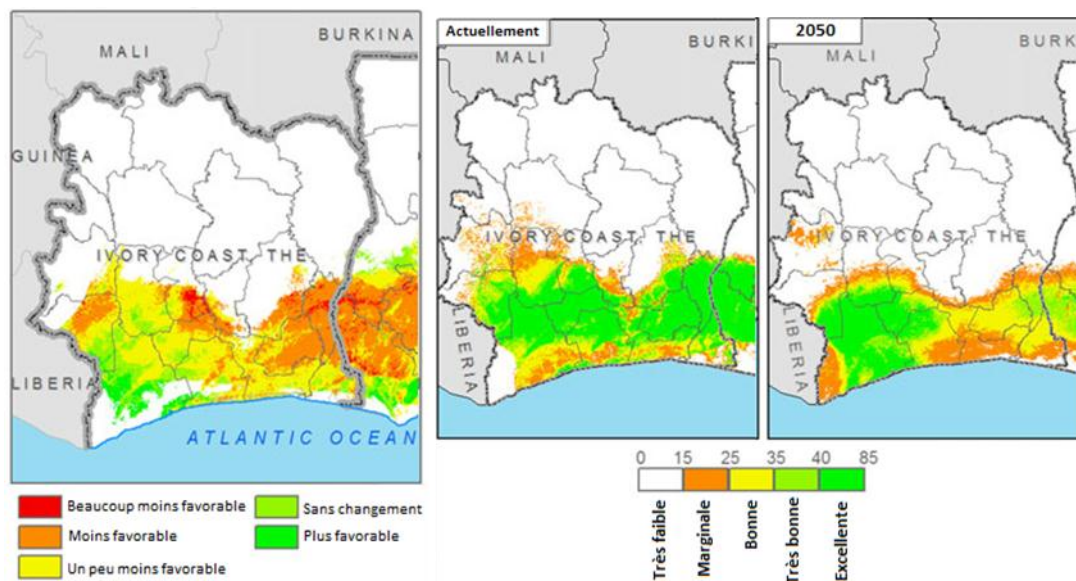 MALI
BURKINA
GUINEA
IVORY COAST, THE
LIBERIA
ATLANTIC OCEAN
Beaucoup moins favorable
Moins favorable
Un peu moins favorable
Sans changement
Plus favorable
Actuellement
MALI
BURKI
IVORY COAST, THE
LIBERIA
2050
MALI
BURK
IVORY COAST, THE
LIBERIA
0 15 25 35 40 85
Très faible
Marginale
Bonne
Très bonne
Excellente